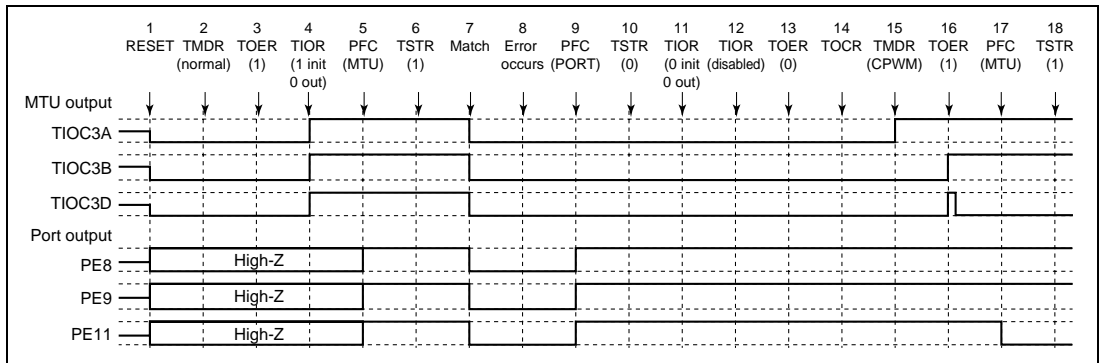 1 2 3 4 5 6 7 8 9 10 11 12 13 14 15 16 17 18
RESET TMDR TOER TIOR PFC TSTR Match Error PFC TSTR TIOR TIOR TOER TOCR TMDR TOER PFC TSTR
(normal) (1) (1 init (MTU) (1) occurs (PORT) (0) (0 init (disabled) (0) (CPWM) (1) (MTU) (1)
0 out) 0 out)
MTU output
TIOC3A
TIOC3B
TIOC3D
Port output
PE8 High-Z
PE9 High-Z
PE11 High-Z